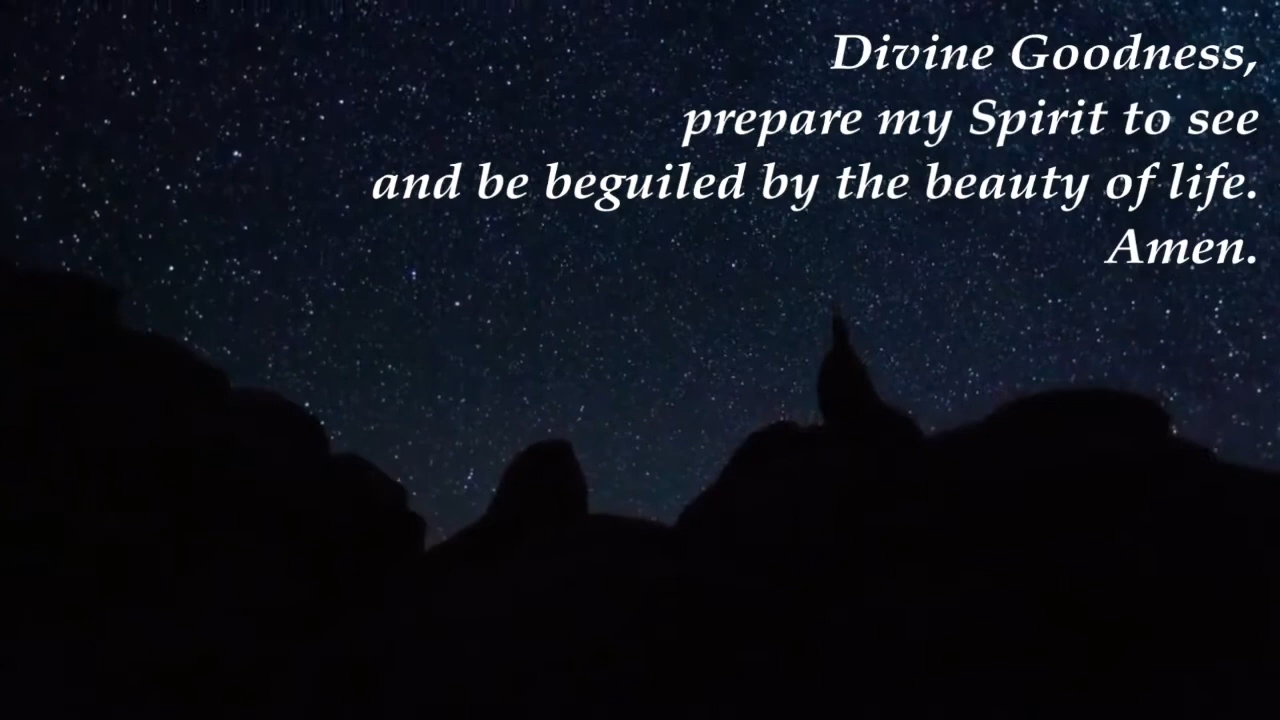 Divine Goodness,
prepare my Spirit to see
and be beguiled by the beauty of life.
Amen.